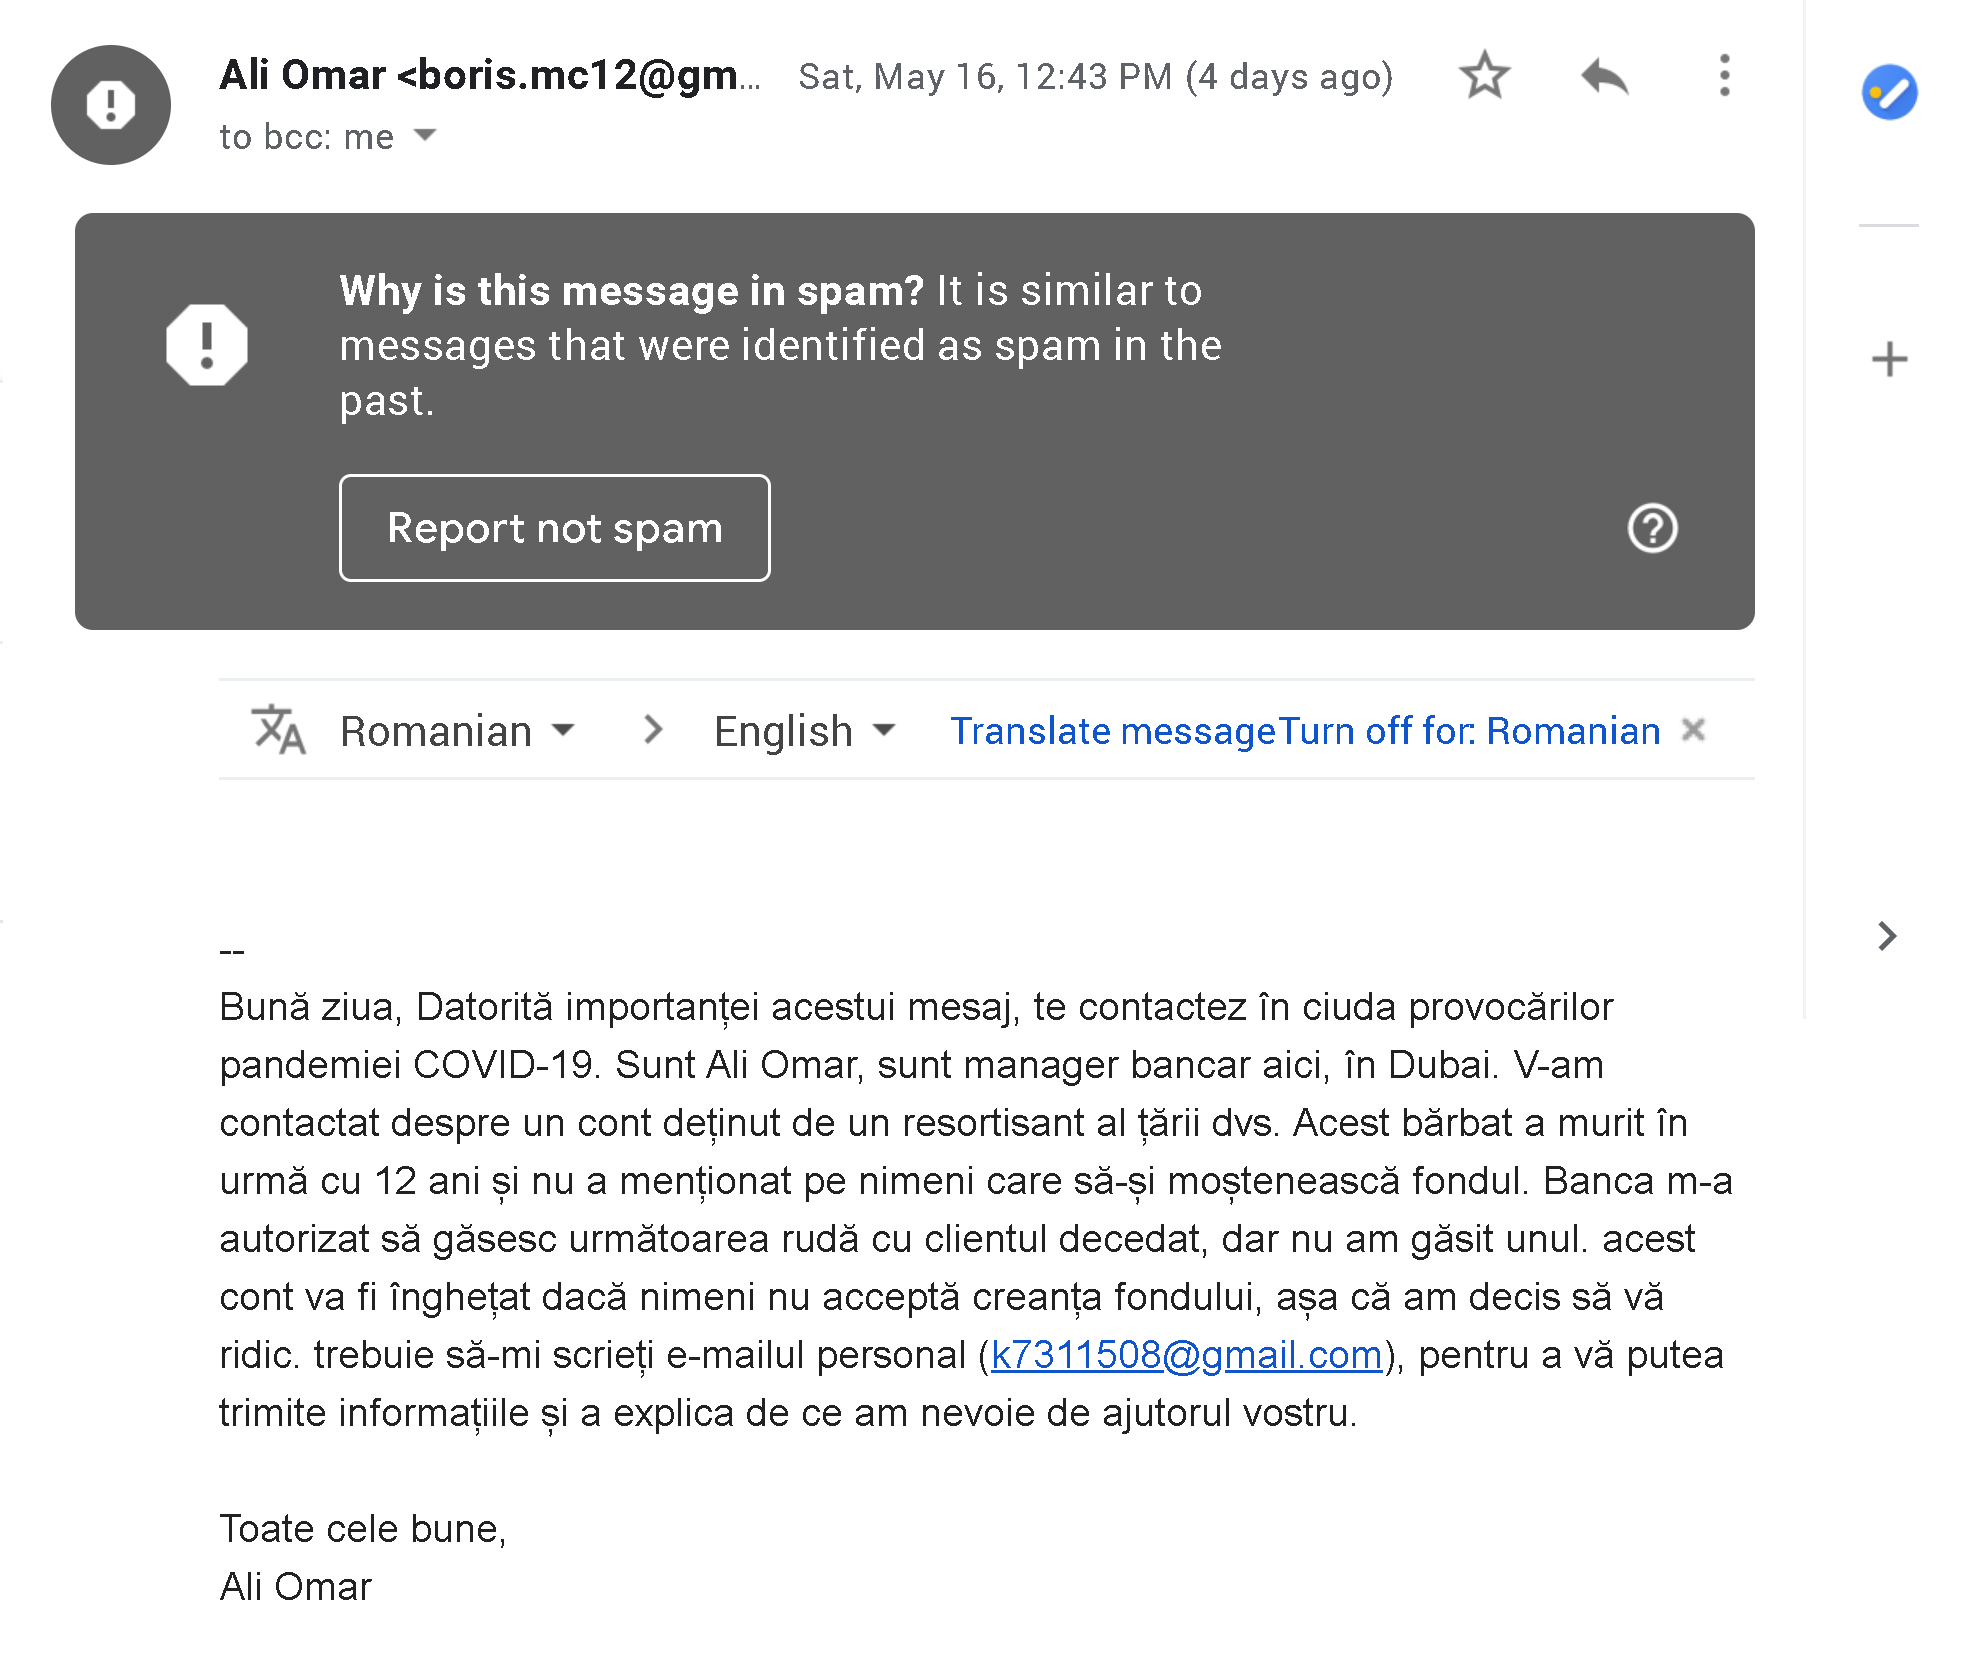 Ali Omar <boris.mc12@gm... Sat, May 16, 12:43 PM (4 days ago)
to bcc: me
Why is this message in spam? It is similar to
messages that were identified as spam in the
past.
Report not spam
Romanian > English Translate messageTurn off for: Romanian ×
--
Bună ziua, Datorită importanței acestui mesaj, te contactez în ciuda provocărilor
pandemiei COVID-19. Sunt Ali Omar, sunt manager bancar aici, în Dubai. V-am
contactat despre un cont deținut de un resortisant al țării dvs. Acest bărbat a murit în
urmă cu 12 ani și nu a menționat pe nimeni care să-și moștenească fondul. Banca m-a
autorizat să găsesc următoarea rudă cu clientul decedat, dar nu am găsit unul. acest
cont va fi înghețat dacă nimeni nu acceptă creanța fondului, așa că am decis să vă
ridic. trebuie să-mi scrieți e-mailul personal (k7311508@gmail.com), pentru a vă putea
trimite informațiile și a explica de ce am nevoie de ajutorul vostru.
Toate cele bune,
Ali Omar